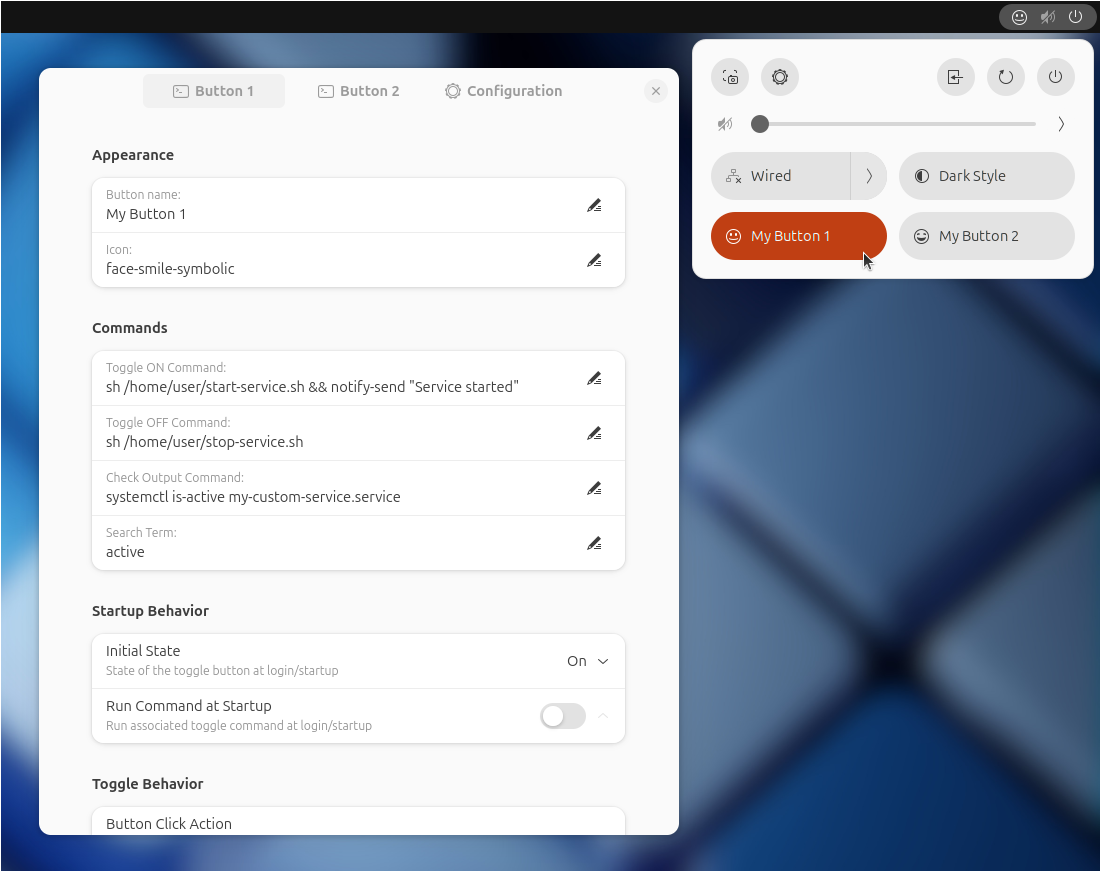 Button 1
Button 2
Configuration
Appearance
Button name:
My Button 1
Icon:
face-smile-symbolic
Commands
Toggle ON Command:
sh /home/user/start-service.sh && notify-send "Service started"
Toggle OFF Command:
sh /home/user/stop-service.sh
Check Output Command:
systemctl is-active my-custom-service.service
Search Term:
active
Startup Behavior
Initial State
State of the toggle button at login/startup
On
Run Command at Startup
Run associated toggle command at login/startup
Toggle Behavior
Button Click Action
Wired
Dark Style
My Button 1
My Button 2